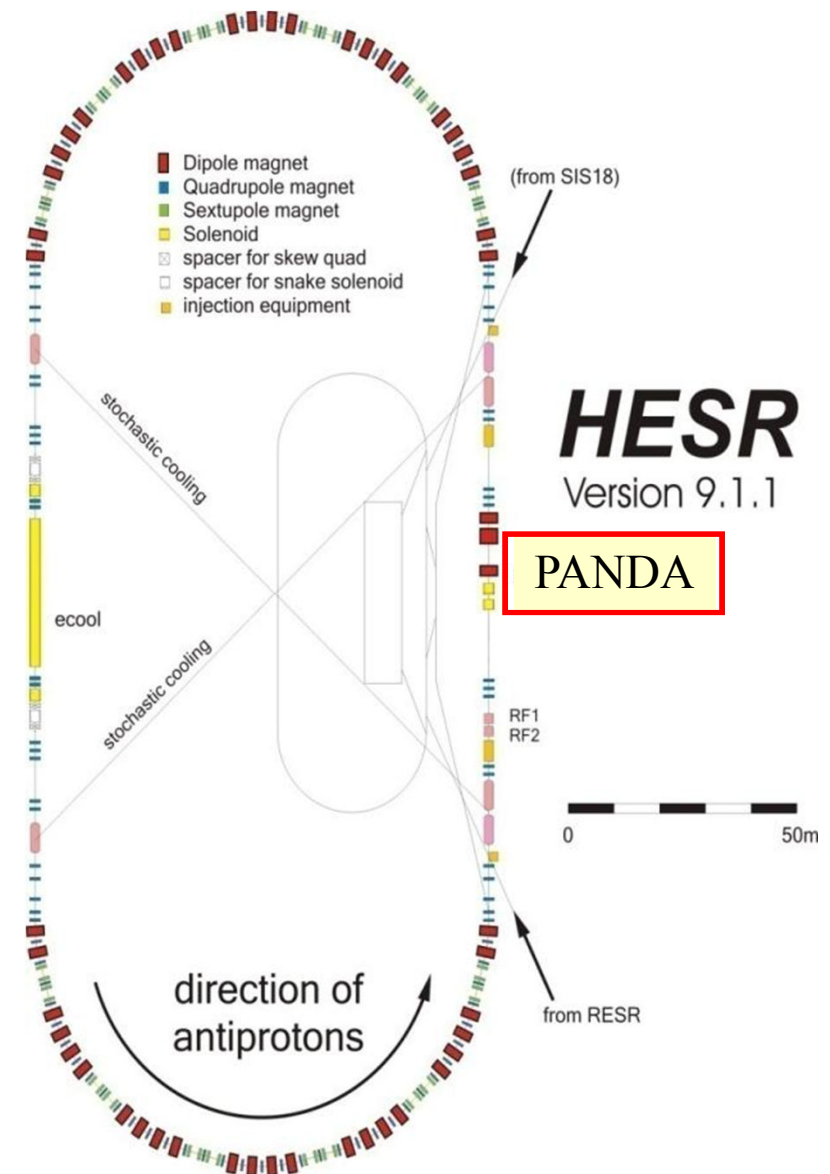 Dipole magnet
Quadrupole magnet
Sextupole magnet
Solenoid
spacer for skew quad
spacer for snake solenoid
injection equipment
(from SIS18)
stochastic cooling
HESR
Version 9.1.1
PANDA
ecool
stochastic cooling
RF1
RF2
0 50m
direction of
antiprotons
from RESR